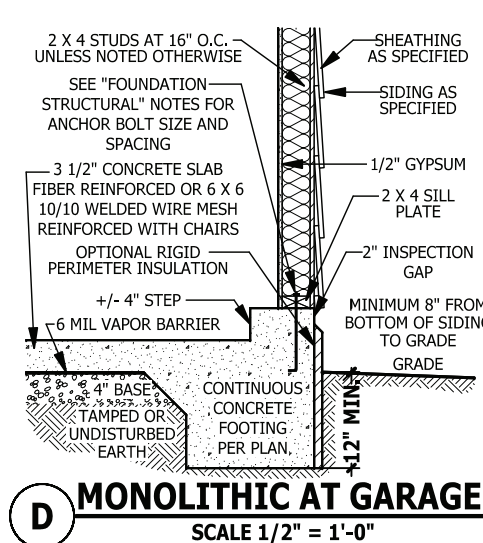 2 X 4 STUDS AT 16" O.C.
UNLESS NOTED OTHERWISE
SEE "FOUNDATION
STRUCTURAL" NOTES FOR
ANCHOR BOLT SIZE AND
SPACING
3 1/2" CONCRETE SLAB
FIBER REINFORCED OR 6 X 6
10/10 WELDED WIRE MESH
REINFORCED WITH CHAIRS
OPTIONAL RIGID
PERIMETER INSULATION
+/- 4" STEP
6 MIL VAPOR BARRIER
4" BASE
TAMPED OR
UNDISTURBED
EARTH
CONTINUOUS
CONCRETE
FOOTING
PER PLAN
SHEATHING
AS SPECIFIED
SIDING AS
SPECIFIED
1/2" GYPSUM
2 X 4 SILL
PLATE
2" INSPECTION
GAP
MINIMUM 8" FROM
BOTTOM OF SIDING
TO GRADE
GRADE
12" MIN.
D
MONOLITHIC AT GARAGE
SCALE 1/2" = 1'-0"